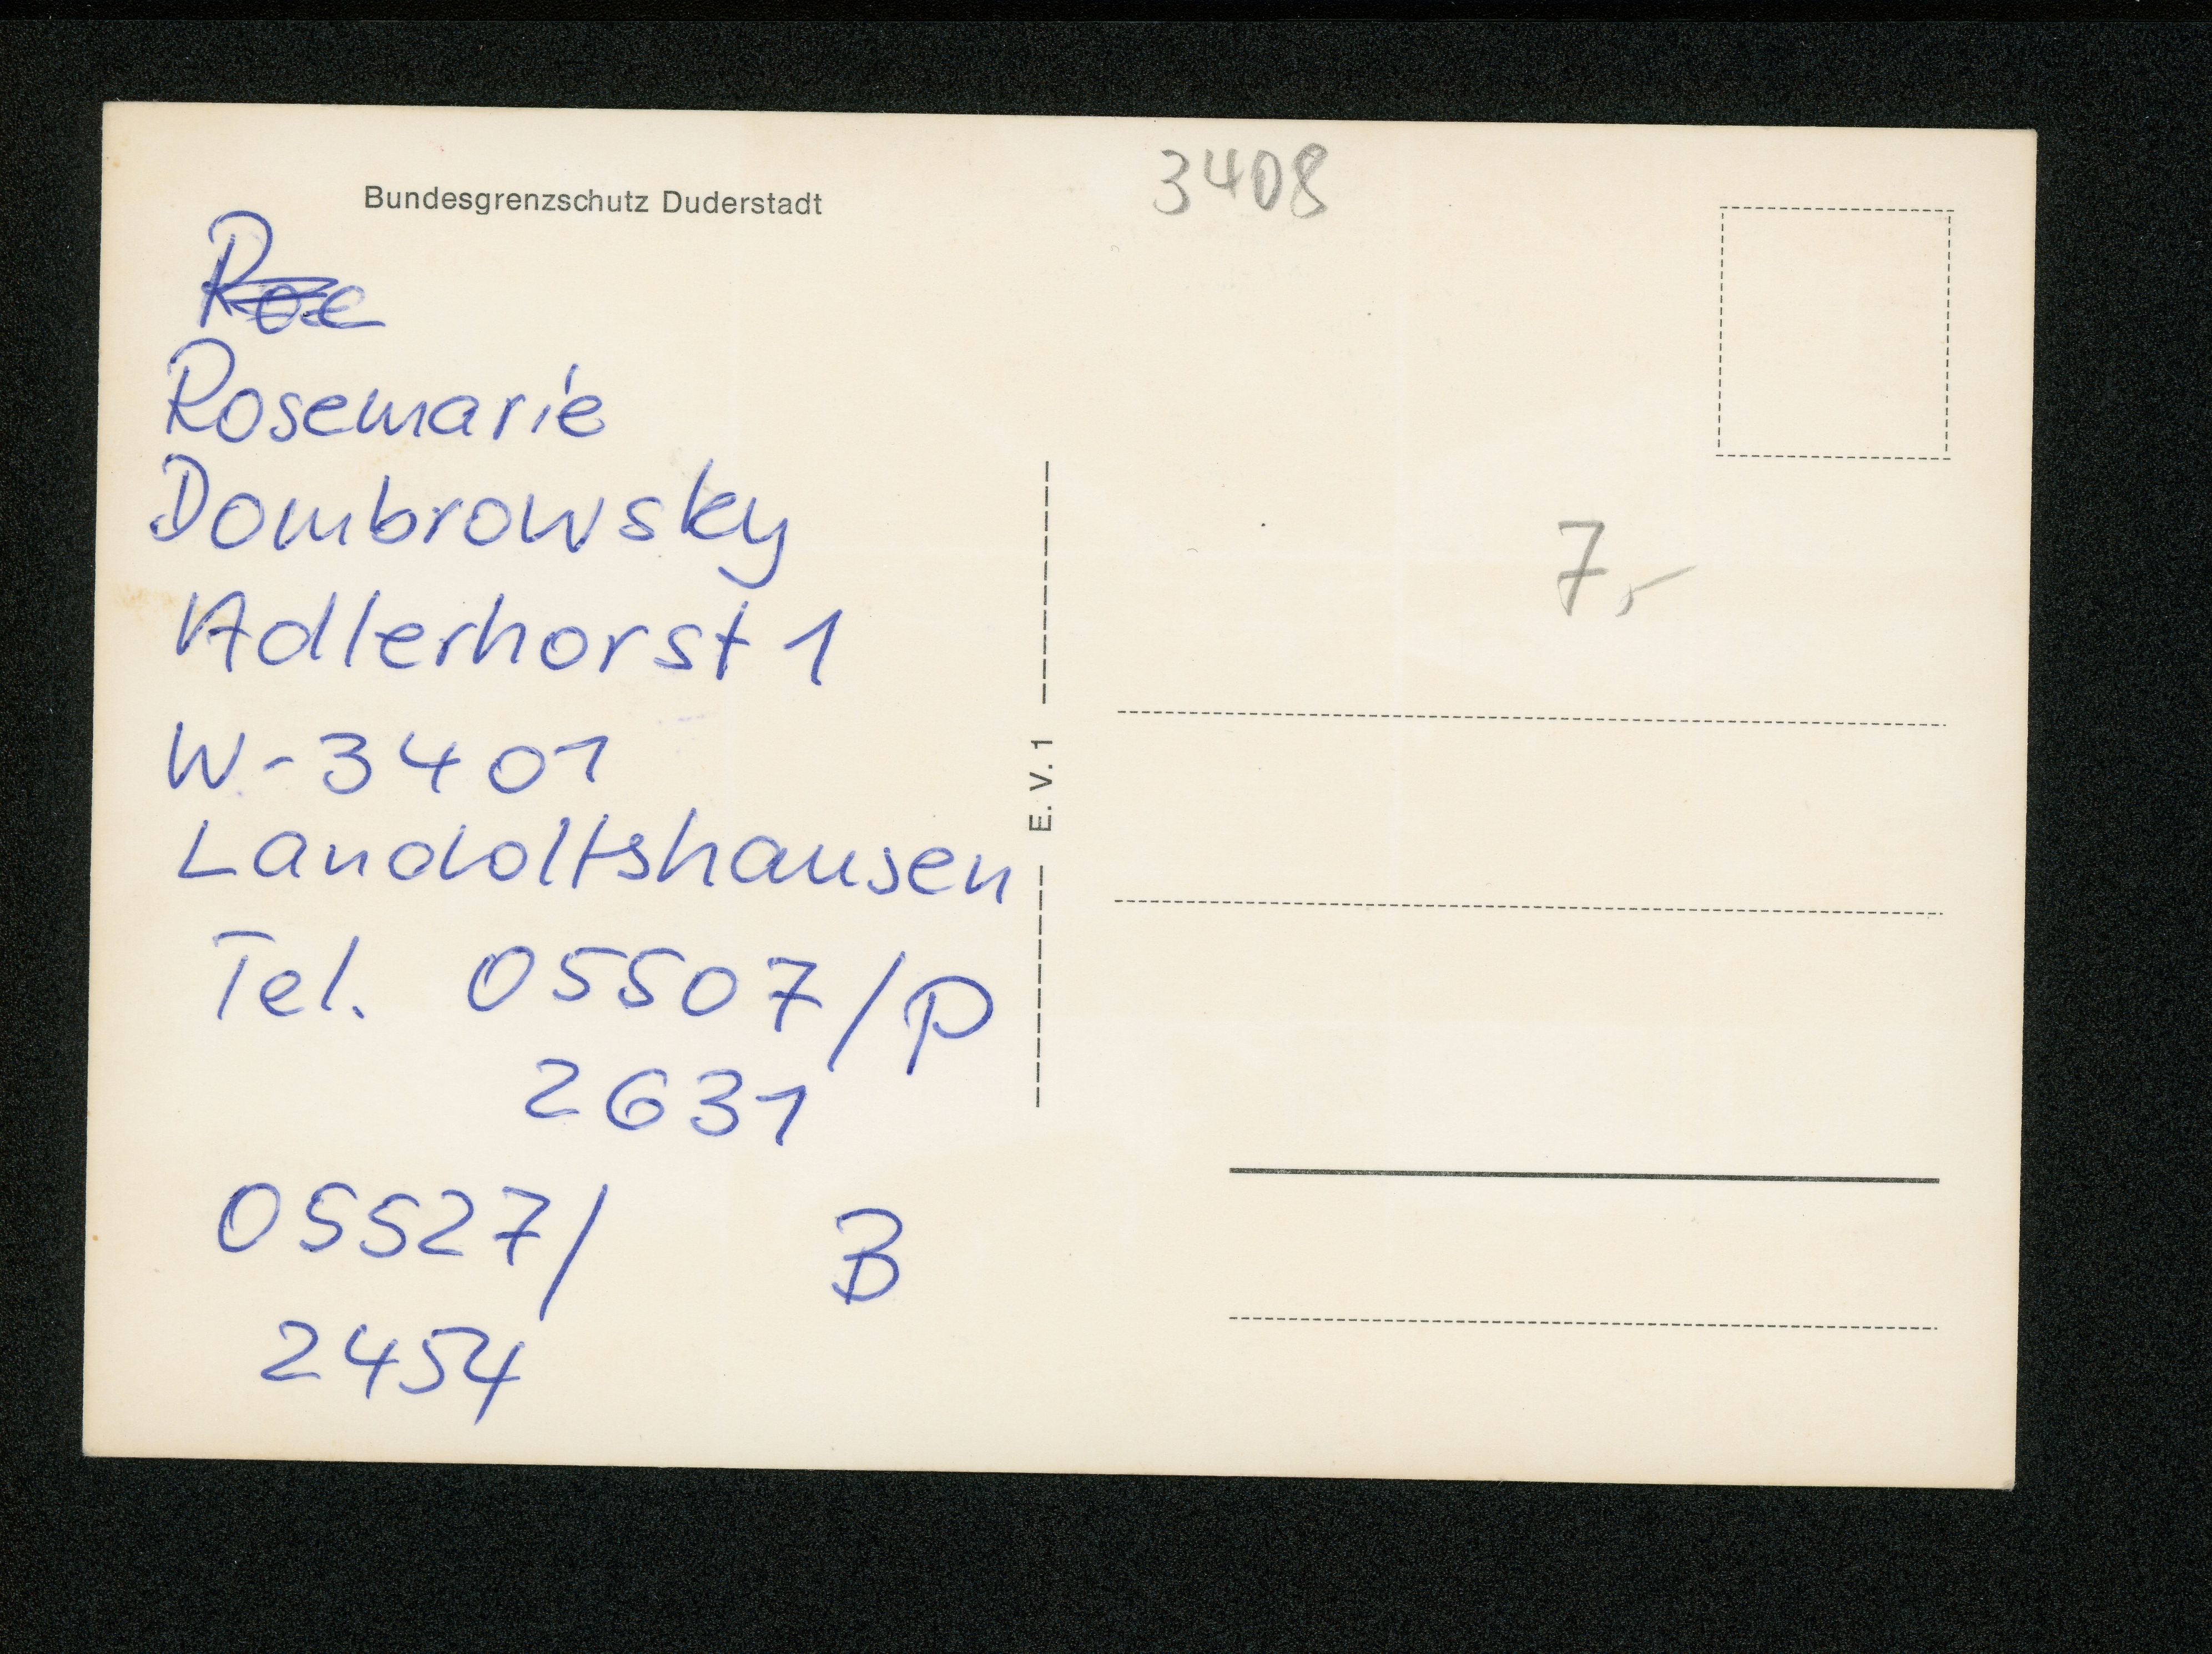 Bundesgrenzschutz Duderstadt
3408
Rosemarie
Dombrowsky
Adlerhorst 1
W-3401
Landoltshausen
Tel. 05507/P
2631
05527/ B
2454
E. V. 1
7,-